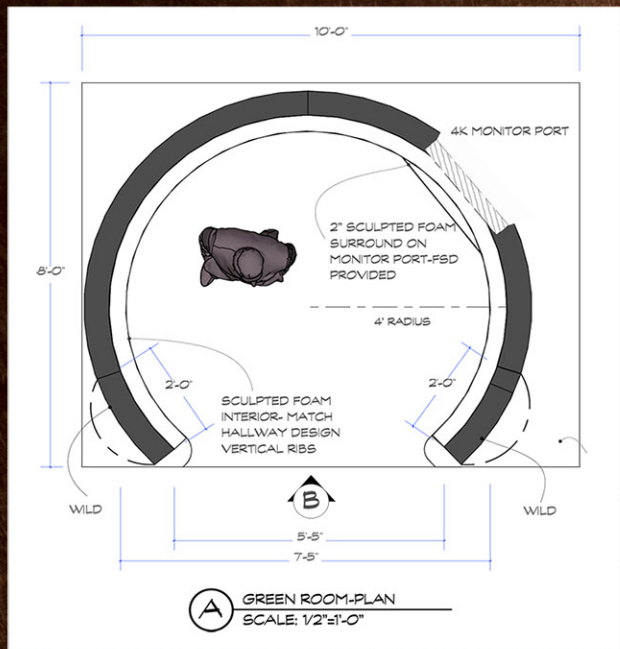 10'-0"
4K MONITOR PORT
2" SCULPTED FOAM
SURROUND ON
MONITOR PORT-FSD
PROVIDED
8'-0"
4' RADIUS
2'-0"
2'-0"
SCULPTED FOAM
INTERIOR- MATCH
HALLWAY DESIGN
VERTICAL RIBS
WILD
B
WILD
5'-5"
7'-5"
A
GREEN ROOM-PLAN
SCALE: 1/2"=1'-0"